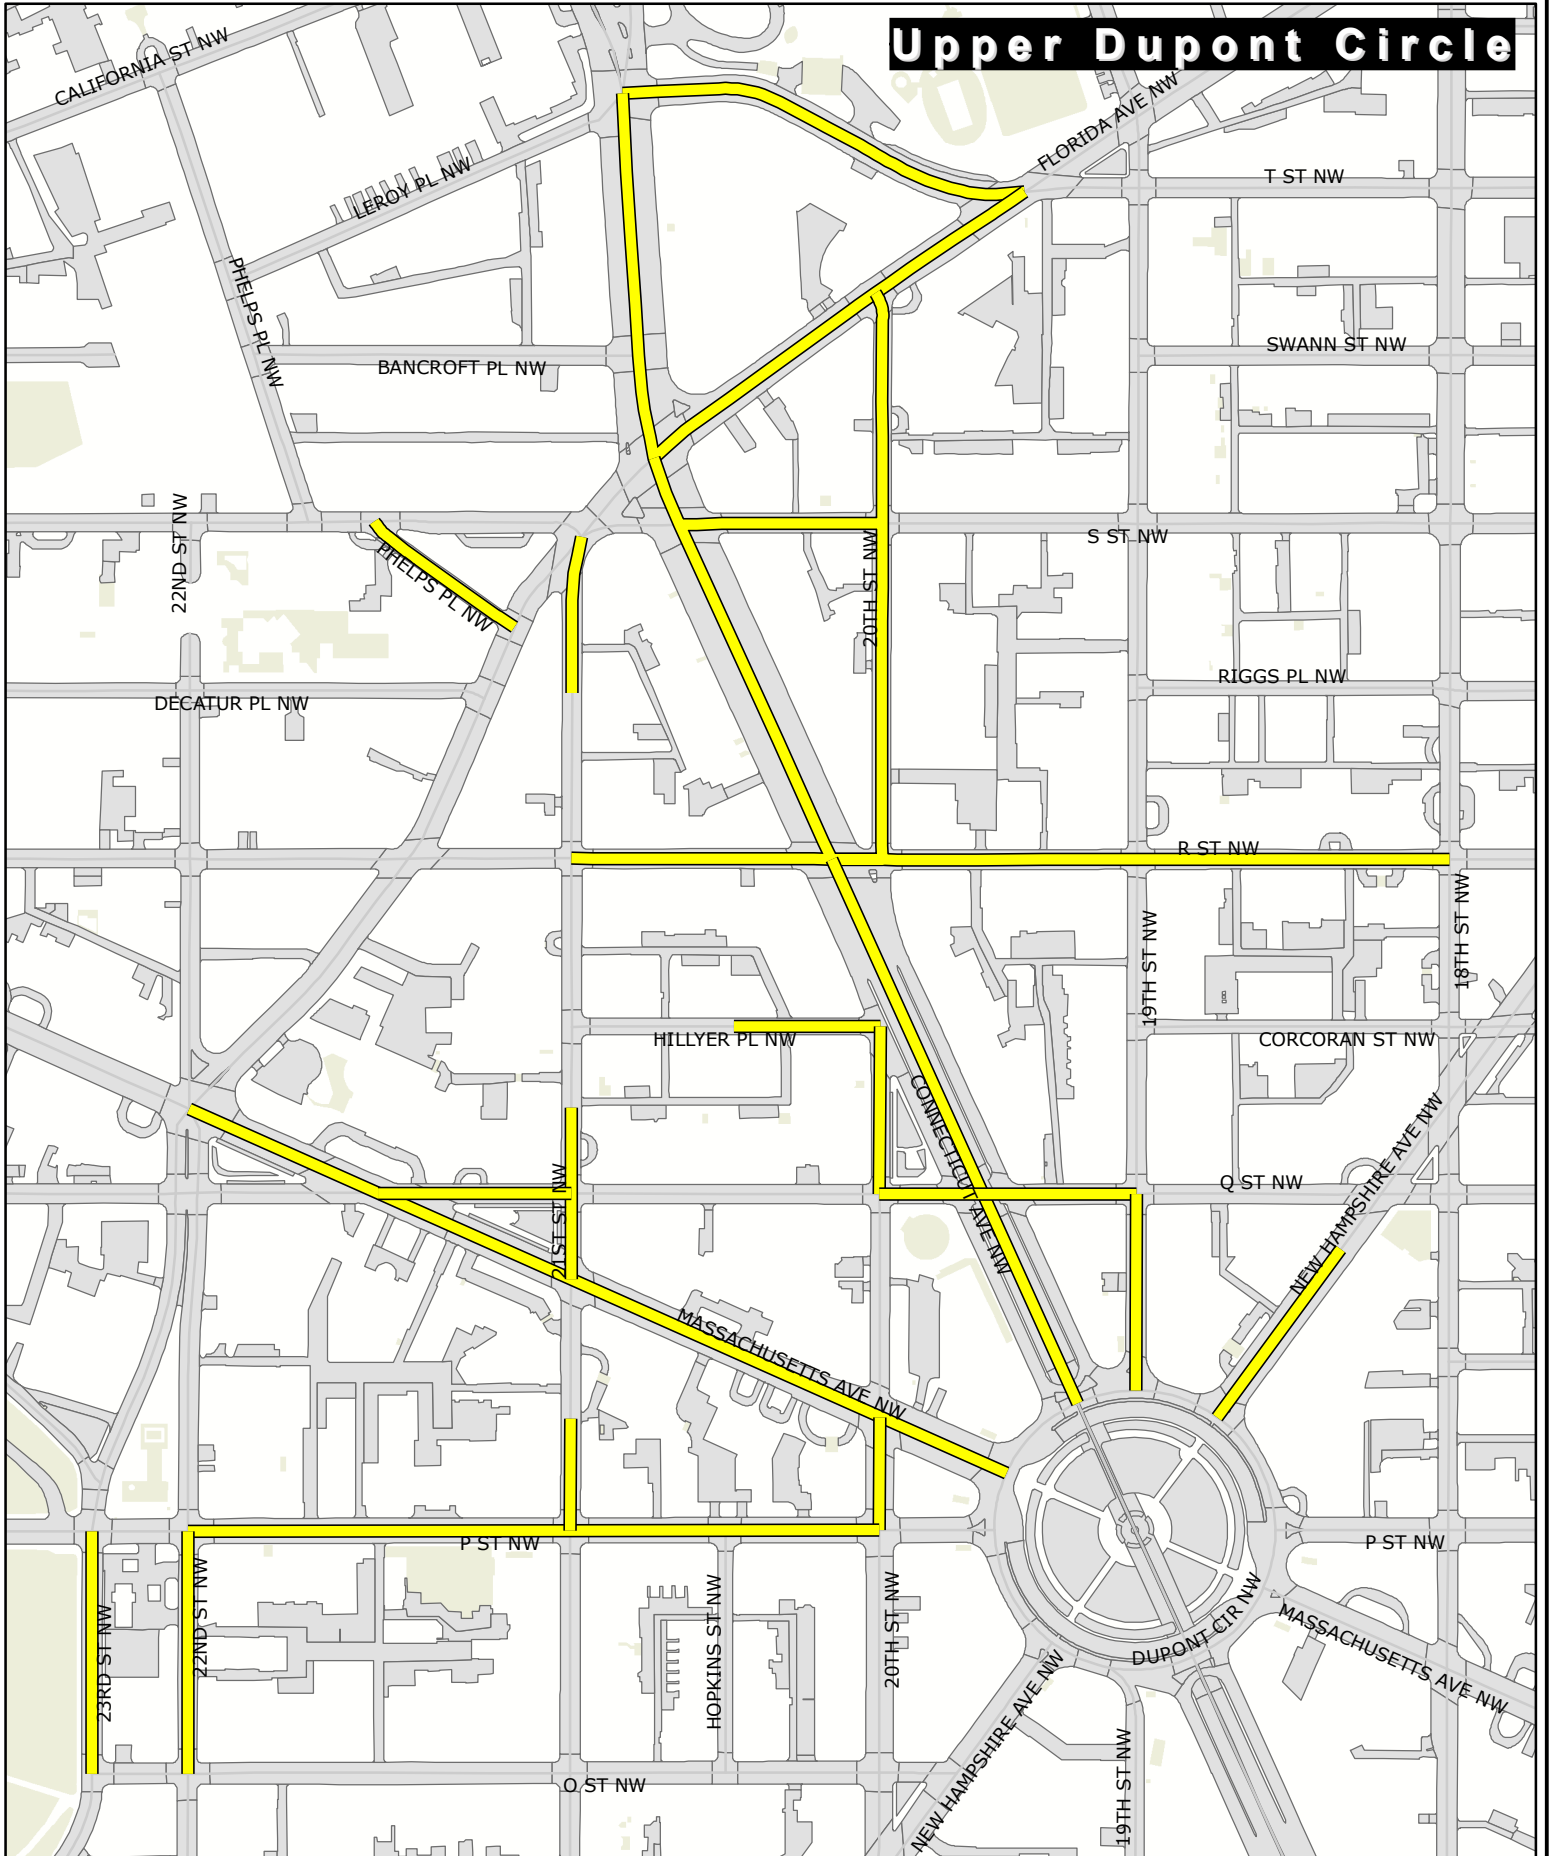 Upper Dupont Circle
CALIFORNIA ST NW
FLORIDA AVE NW
LEROY PL NW
T ST NW
PHELPS PL NW
SWANN ST NW
BANCROFT PL NW
22ND ST NW
S ST NW
PHELPS PL NW
20TH ST NW
RIGGS PL NW
DECATUR PL NW
R ST NW
18TH ST NW
19TH ST NW
HILLYER PL NW
CORCORAN ST NW
CONNECTICUT AVE NW
NEW HAMPSHIRE AVE NW
21ST ST NW
Q ST NW
MASSACHUSETTS AVE NW
P ST NW
P ST NW
23RD ST NW
22ND ST NW
HOPKINS ST NW
20TH ST NW
DUPONT CIR NW
MASSACHUSETTS AVE NW
NEW HAMPSHIRE AVE NW
19TH ST NW
O ST NW